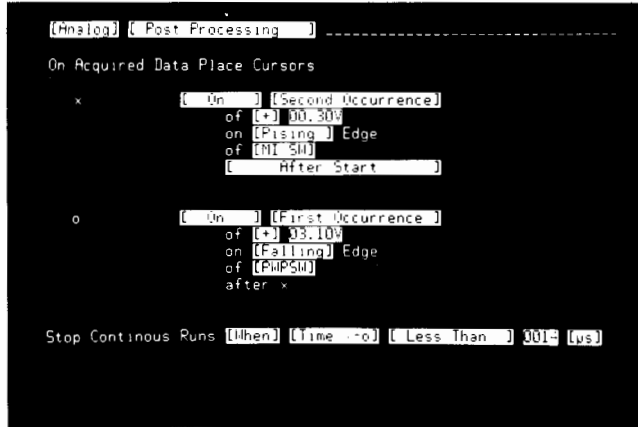 [Analog] [ Post Processing ]
On Acquired Data Place Cursors
x [ On ] [Second Occurrence]
of [+] 00.30V
on [Rising ] Edge
of [MI SW]
[ After Start ]
o [ On ] [First Occurrence ]
of [+] 03.10V
on [Falling] Edge
of [PWPSW]
after x
Stop Continous Runs [When] [Time x-o] [ Less Than ] [µs]